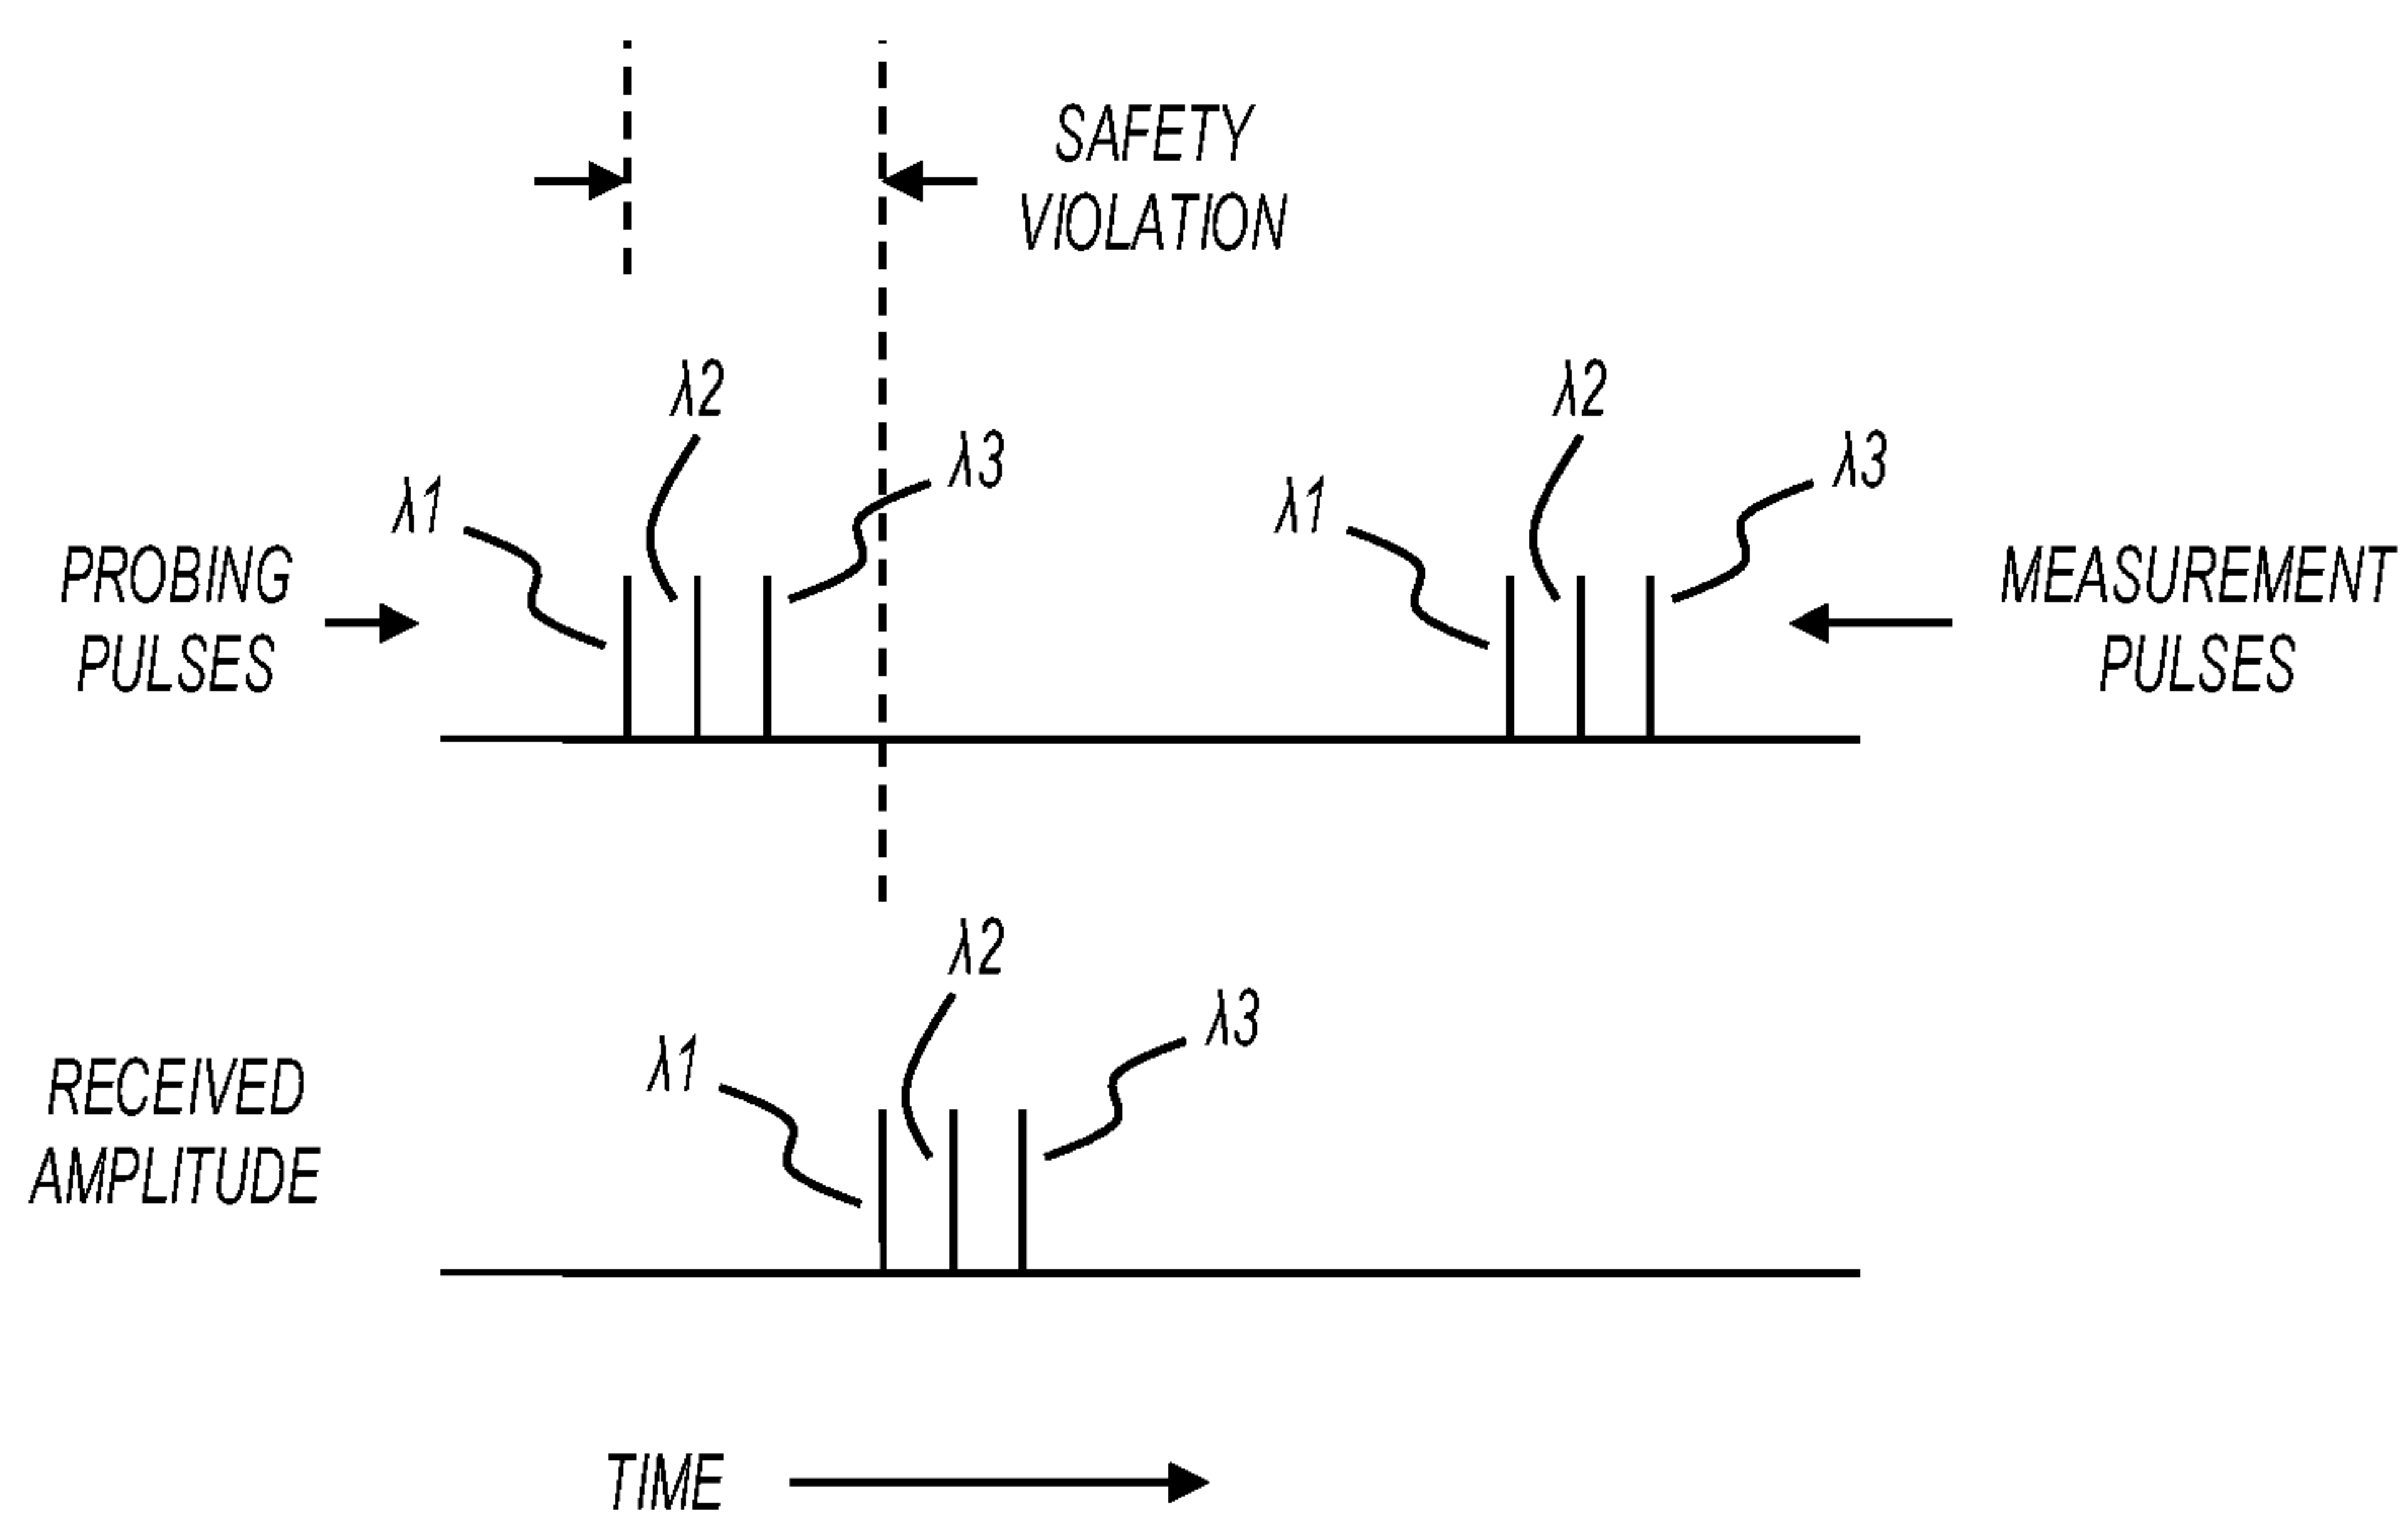 SAFETY
VIOLATION
λ2
λ3
λ1
λ2
λ3
λ1
PROBING
PULSES
MEASUREMENT
PULSES
λ2
λ3
λ1
RECEIVED
AMPLITUDE
TIME